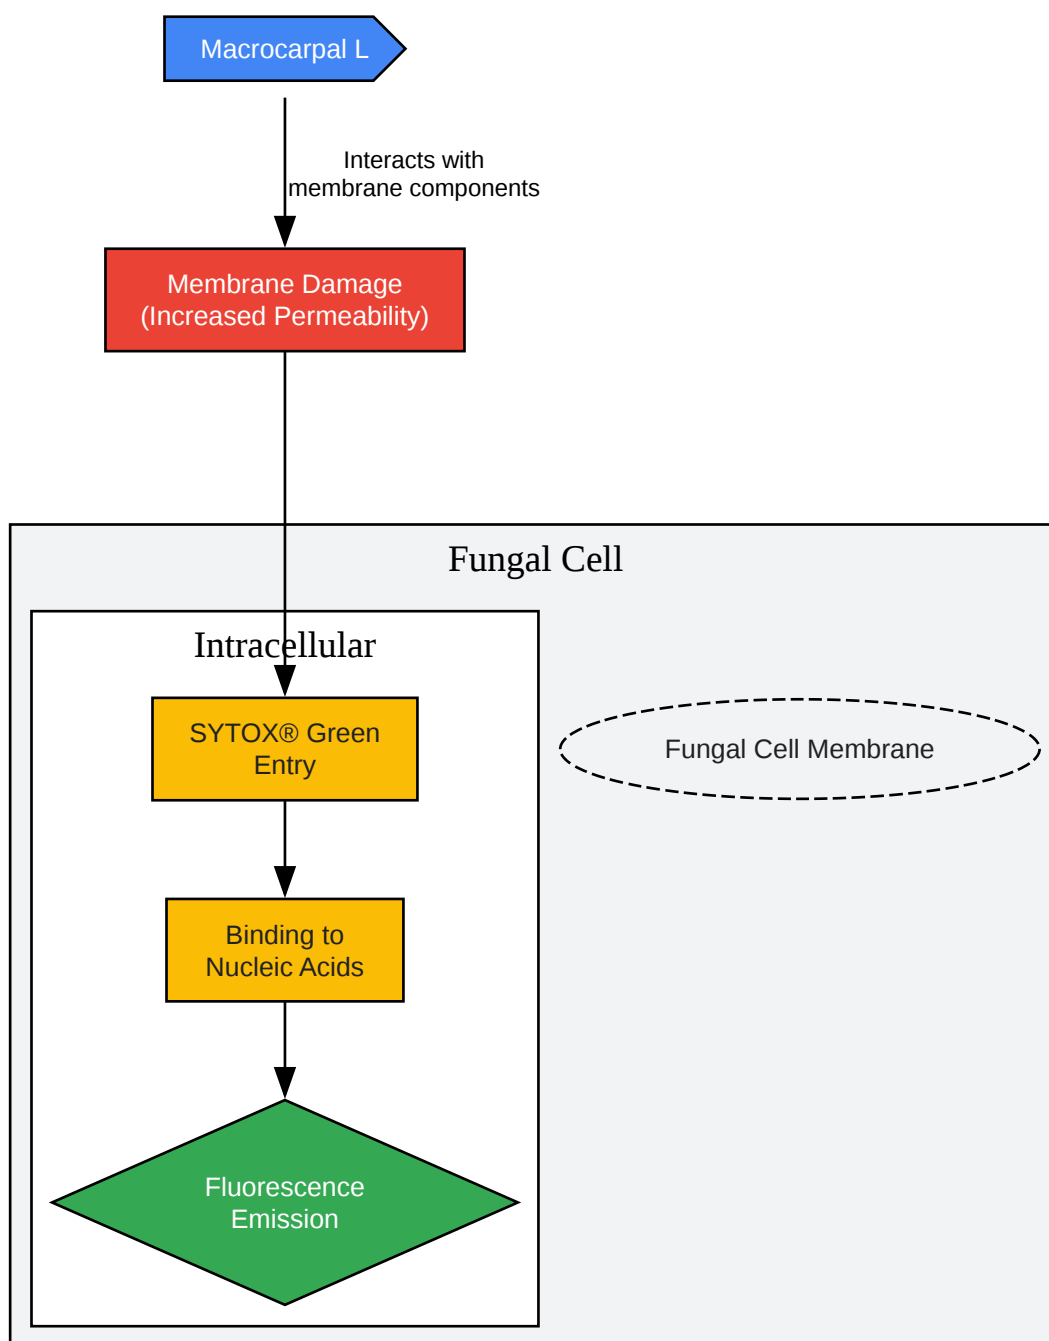 Macrocarpal L
Interacts with
membrane components
Membrane Damage
(Increased Permeability)
Fungal Cell
Intracellular
SYTOX® Green
Entry
Fungal Cell Membrane
Binding to
Nucleic Acids
Fluorescence
Emission